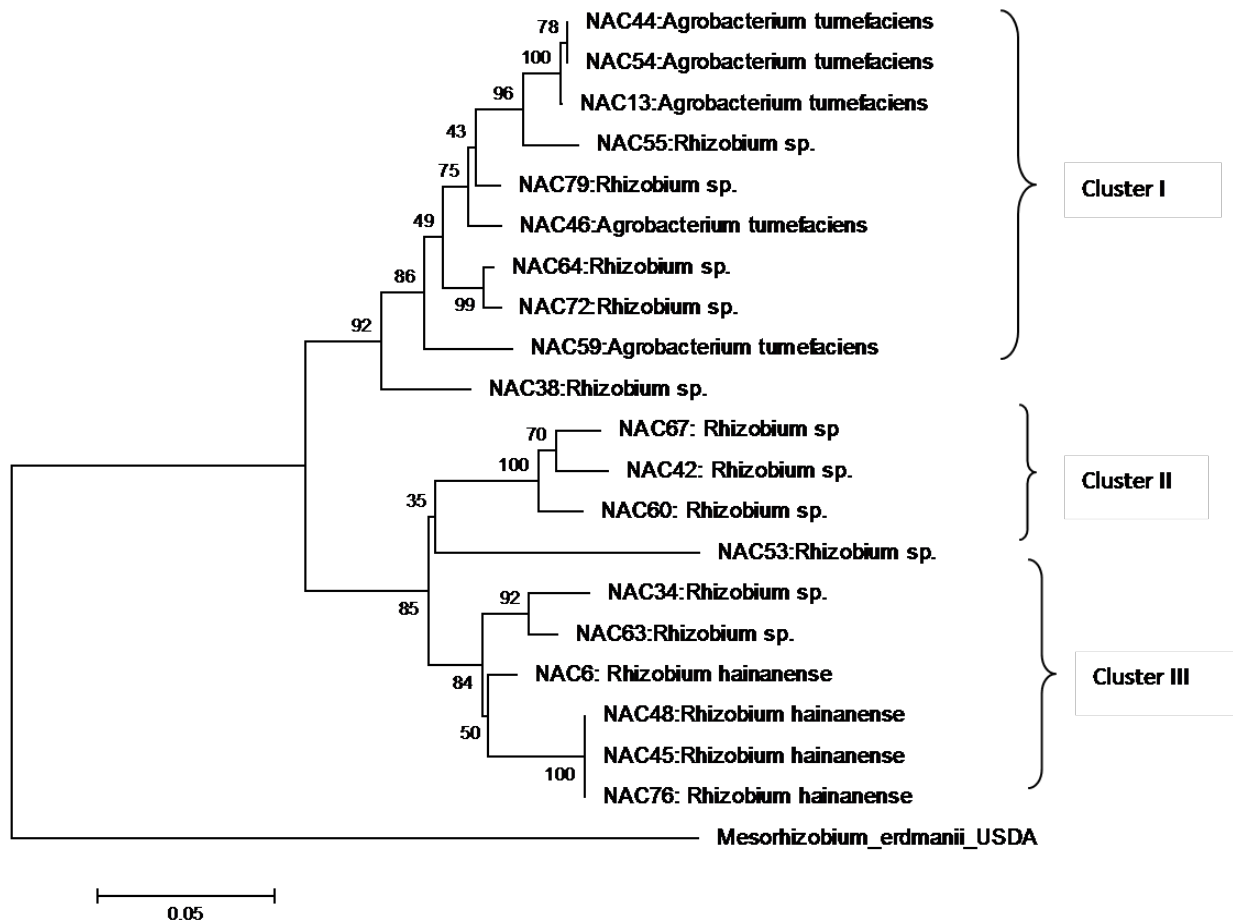 78
NAC44:Agrobacterium tumefaciens
NAC54:Agrobacterium tumefaciens
100
NAC13:Agrobacterium tumefaciens
96
NAC55:Rhizobium sp.
43
NAC79:Rhizobium sp.
75
NAC46:Agrobacterium tumefaciens
49
NAC64:Rhizobium sp.
99
NAC72:Rhizobium sp.
86
NAC59:Agrobacterium tumefaciens
92
NAC38:Rhizobium sp.
Cluster I
70
NAC67: Rhizobium sp
NAC42: Rhizobium sp.
100
NAC60: Rhizobium sp.
35
NAC53:Rhizobium sp.
Cluster II
85
92
NAC34:Rhizobium sp.
NAC63:Rhizobium sp.
84
NAC6: Rhizobium hainanense
50
NAC48:Rhizobium hainanense
NAC45:Rhizobium hainanense
100
NAC76: Rhizobium hainanense
Cluster III
Mesorhizobium_erdmanii_USDA
0.05